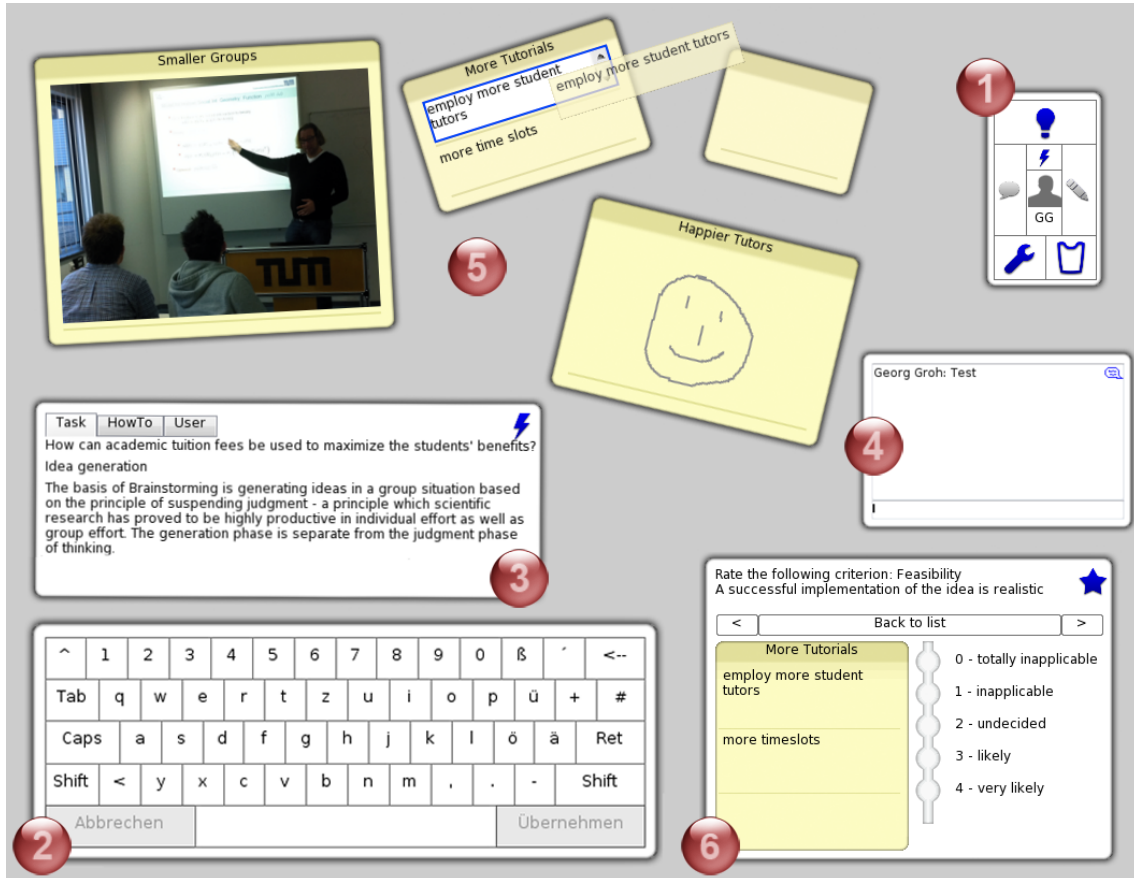 Smaller Groups
TUM
More Tutorials
employ more student
tutors
more time slots
employ more student tutors
1
GG
5
Happier Tutors
Georg Groh: Test
4
Task HowTo User
How can academic tuition fees be used to maximize the students' benefits?
Idea generation
The basis of Brainstorming is generating ideas in a group situation based
on the principle of suspending judgment - a principle which scientific
research has proved to be highly productive in individual effort as well as
group effort. The generation phase is separate from the judgment phase
of thinking.
3
^ 1 2 3 4 5 6 7 8 9 0 ß ´ <--
Tab q w e r t z u i o p ü + #
Caps a s d f g h j k l ö ä Ret
Shift < y x c v b n m , . - Shift
Abbrechen Übernehmen
2
Rate the following criterion: Feasibility
A successful implementation of the idea is realistic
< Back to list >
More Tutorials
employ more student
tutors
more timeslots
0 - totally inapplicable
1 - inapplicable
2 - undecided
3 - likely
4 - very likely
6